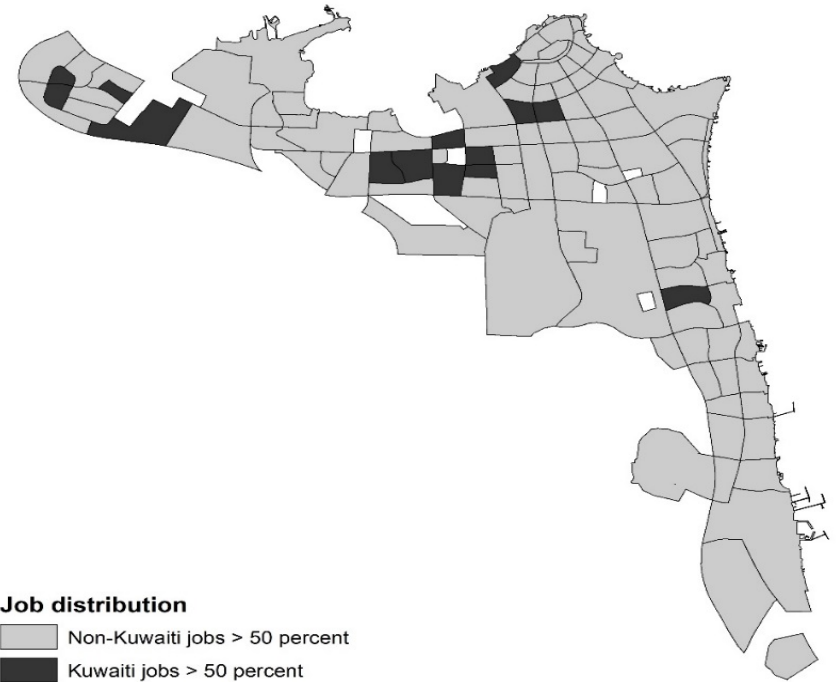 Job distribution
Non-Kuwaiti jobs > 50 percent
Kuwaiti jobs > 50 percent